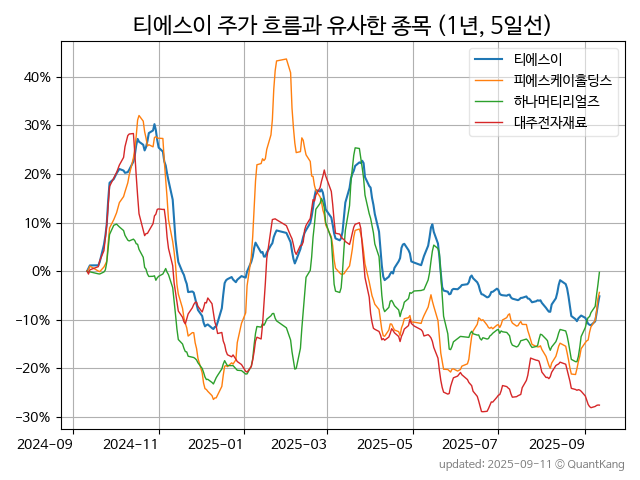 티에스이 주가 흐름과 유사한 종목 (1년, 5일선)
티에스이
피에스케이홀딩스
하나머티리얼즈
대주전자재료
40%
30%
20%
10%
0%
−10%
−20%
−30%
2024-09 2024-11 2025-01 2025-03 2025-05 2025-07 2025-09
updated: 2025-09-11 © QuantKang